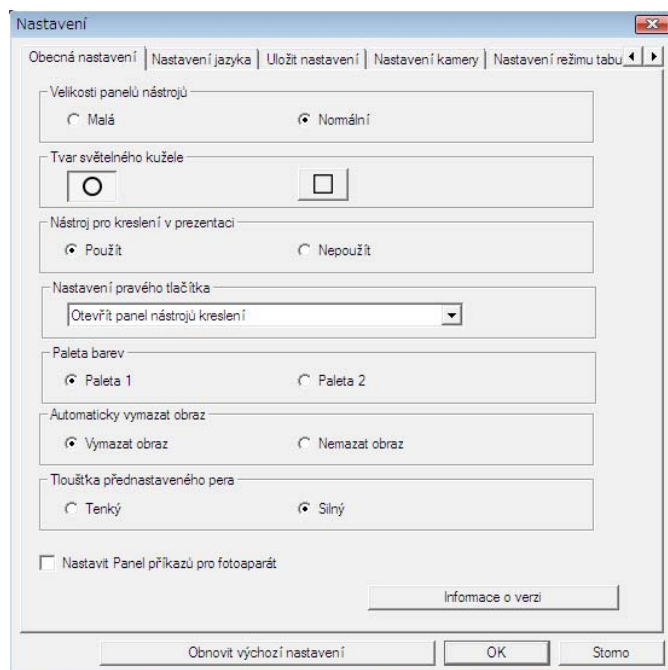 Nastavení
Obecná nastavení Nastavení jazyka Uložit nastavení Nastavení kamery Nastavení režimu tabu
Velikosti panelů nástrojů
Malá Normální
Tvar světelného kužele
Nástroj pro kreslení v prezentaci
Použít Nepoužít
Nastavení pravého tlačítka
Otevřít panel nástrojů kreslení
Paleta barev
Paleta 1 Paleta 2
Automaticky vymazat obraz
Vymazat obraz Nemazat obraz
Tloušťka přednastaveného pera
Tenký Silný
Nastavit Panel příkazů pro fotoaparát
Informace o verzi
Obnovit výchozí nastavení OK Storno